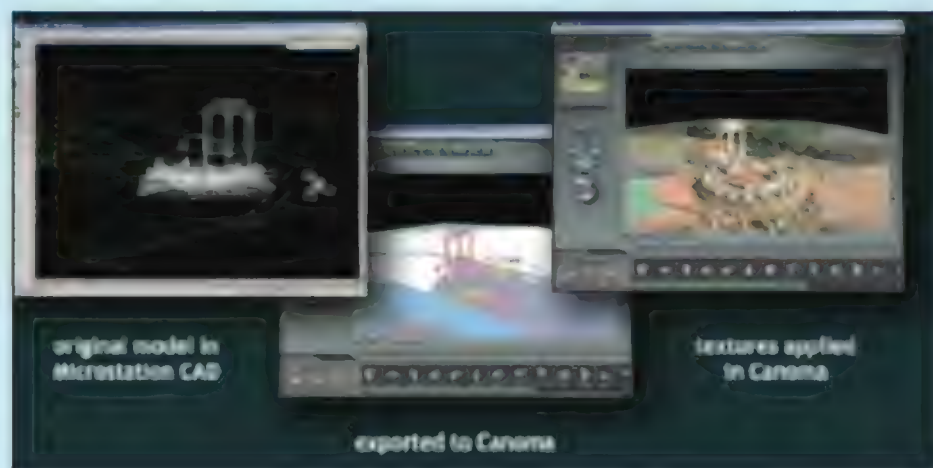 original model in
Microstation CAD
exported to Canoma
textures applied
in Canoma